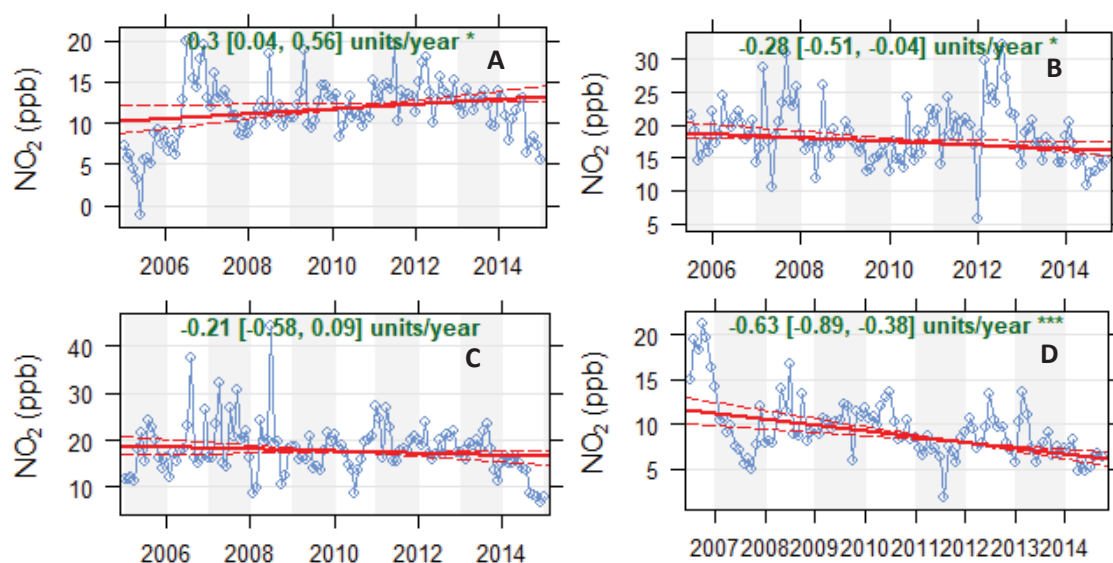 0.3 [0.04, 0.56] units/year *
A
NO₂ (ppb)
20
15
10
5
0
2006 2008 2010 2012 2014
-0.28 [-0.51, -0.04] units/year *
B
NO₂ (ppb)
30
25
20
15
10
5
2006 2008 2010 2012 2014
-0.21 [-0.58, 0.09] units/year
C
NO₂ (ppb)
40
30
20
10
2006 2008 2010 2012 2014
-0.63 [-0.89, -0.38] units/year ***
D
NO₂ (ppb)
20
15
10
5
2007 2008 2009 2010 2011 2012 2013 2014